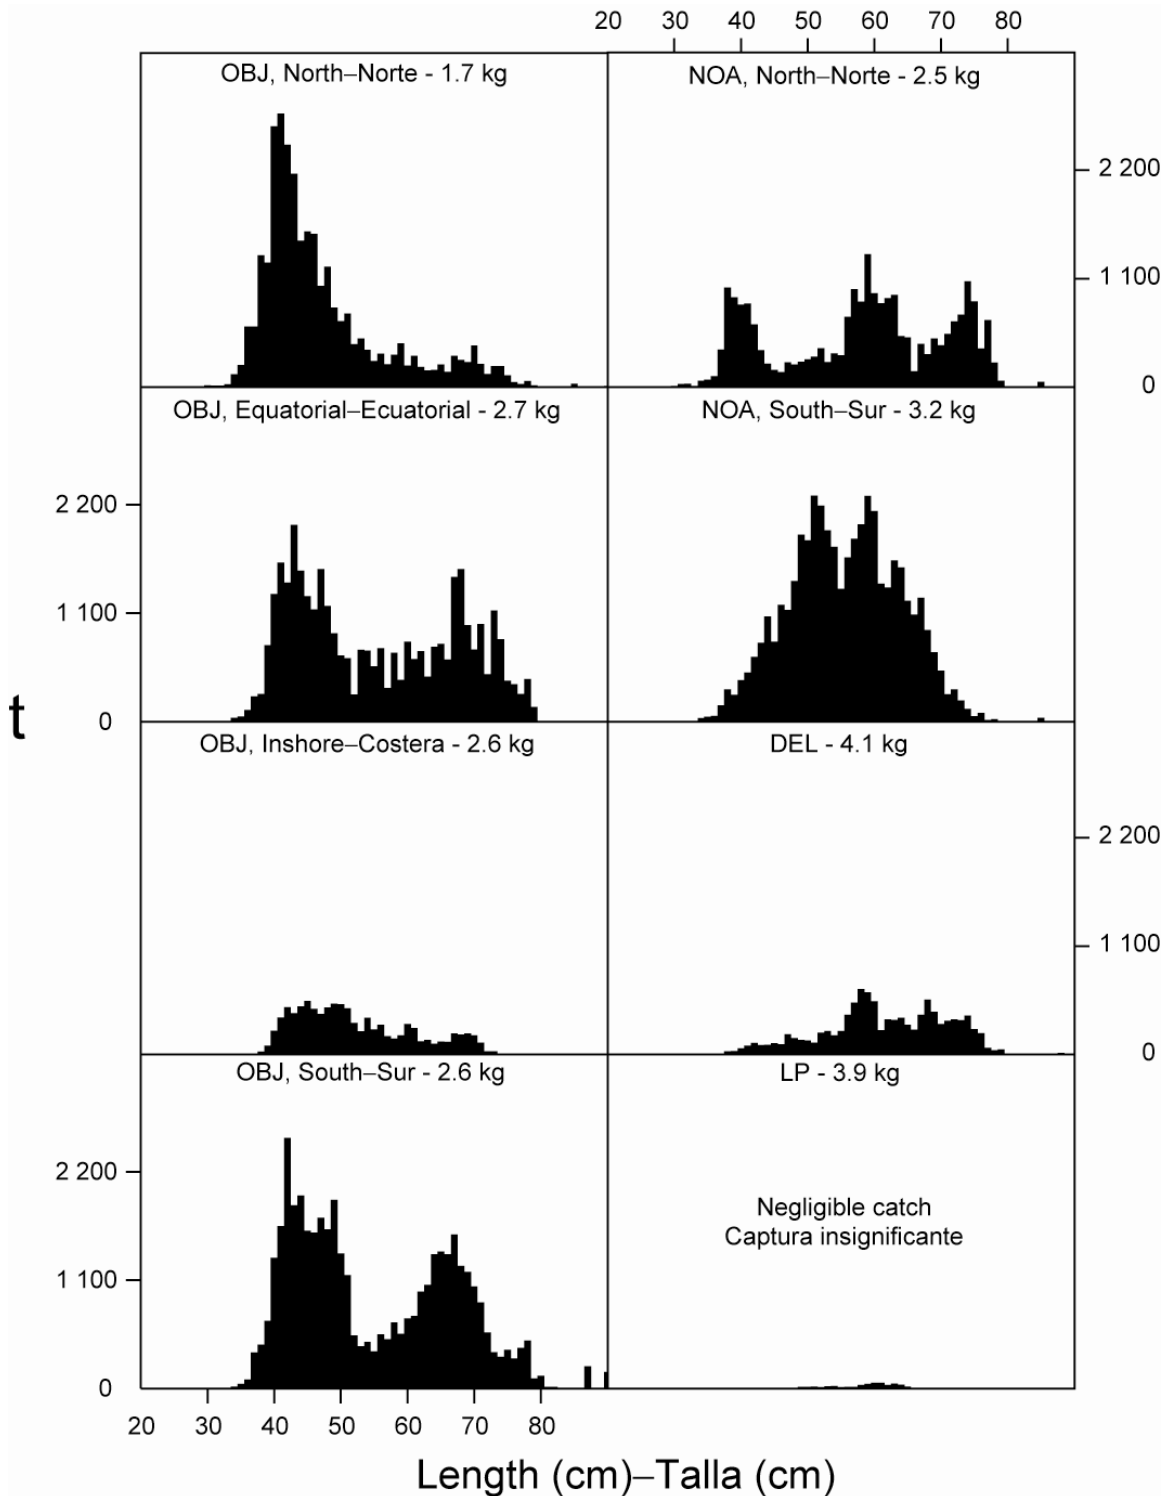 20 30 40 50 60 70 80
OBJ, North–Norte - 1.7 kg
NOA, North–Norte - 2.5 kg
2 200
1 100
0
OBJ, Equatorial–Ecuatorial - 2.7 kg
NOA, South–Sur - 3.2 kg
2 200
1 100
0
t
OBJ, Inshore–Costera - 2.6 kg
DEL - 4.1 kg
2 200
1 100
0
OBJ, South–Sur - 2.6 kg
LP - 3.9 kg
2 200
1 100
0
Negligible catch
Captura insignificante
20 30 40 50 60 70 80
Length (cm)–Talla (cm)